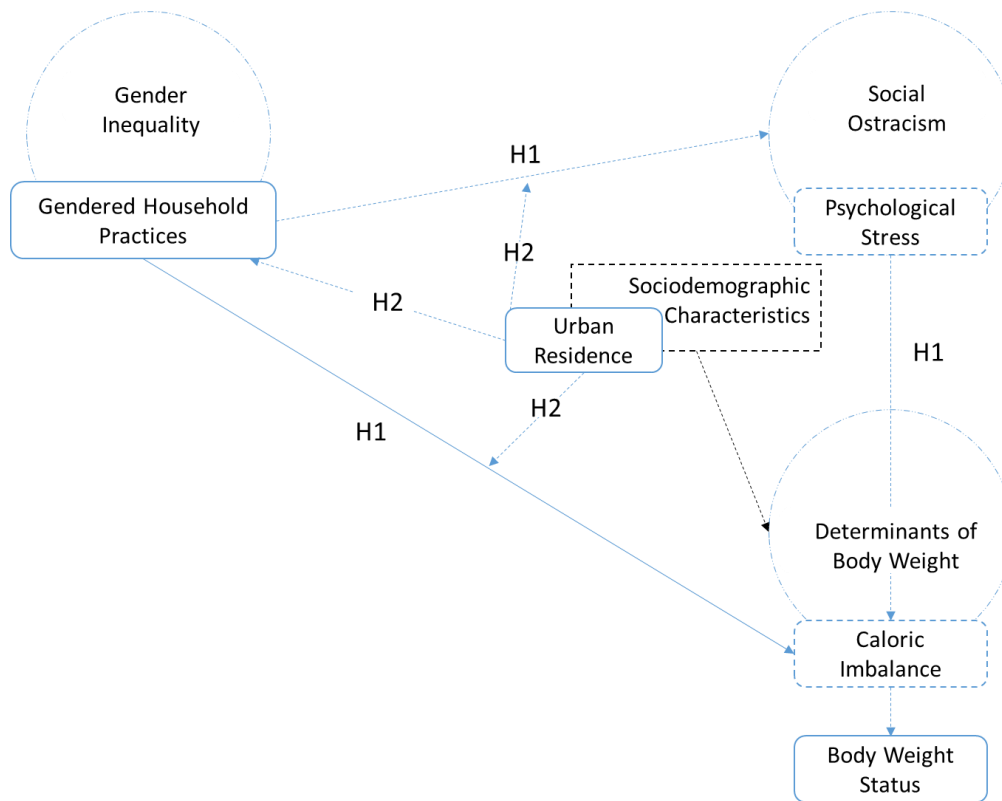 Gender
Inequality
Social
Ostracism
H1
Gendered Household
Practices
Psychological
Stress
H2
Sociodemographic
Characteristics
H2
Urban
Residence
H1
H2
H1
Determinants of
Body Weight
Caloric
Imbalance
Body Weight
Status